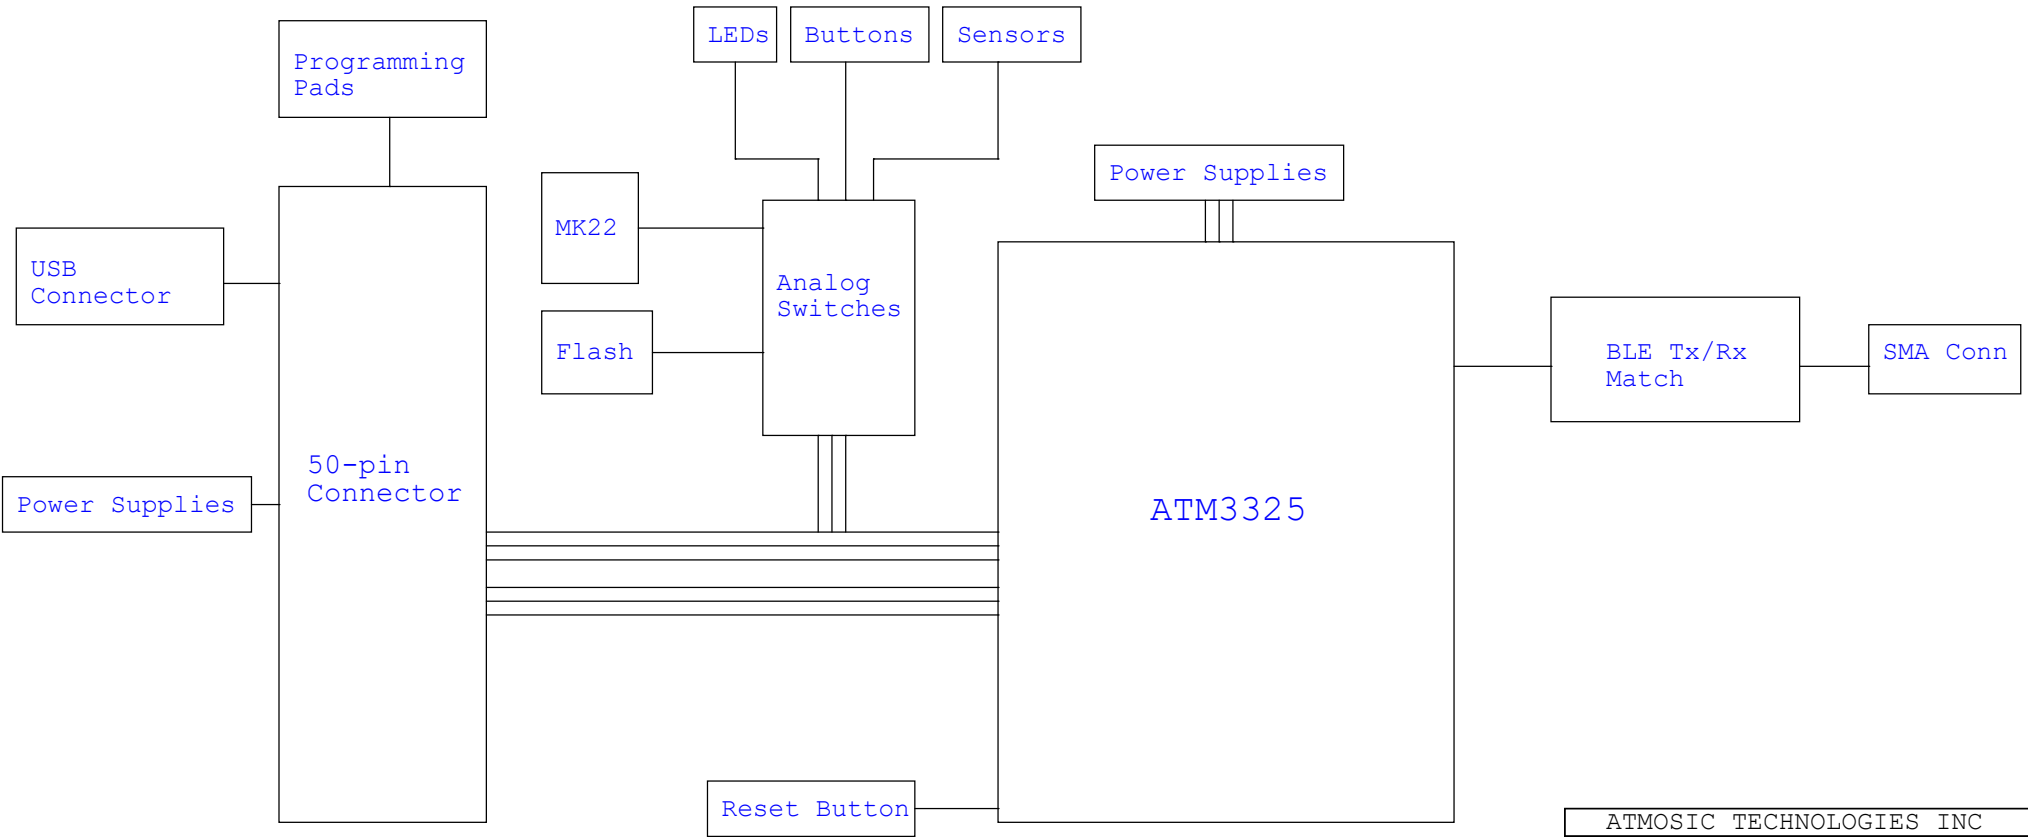 LEDs
Buttons
Sensors
Programming
Pads
Power Supplies
MK22
USB
Connector
Analog
Switches
Flash
BLE Tx/Rx
Match
SMA Conn
50-pin
Connector
Power Supplies
ATM3325
Reset Button
ATMOSIC TECHNOLOGIES INC